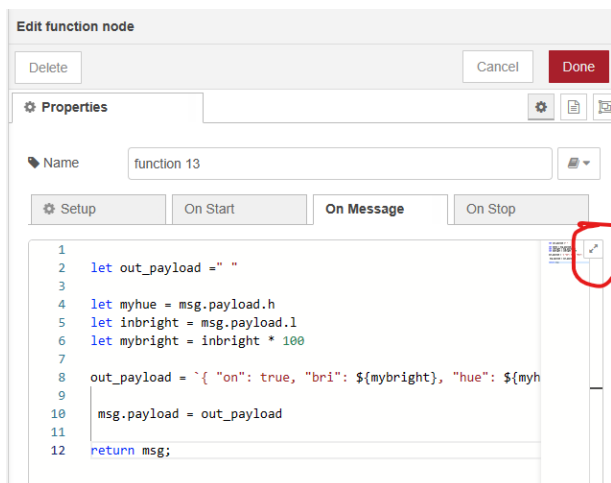 Edit function node
Delete
Cancel
Done
Properties
Name
function 13
Setup
On Start
On Message
On Stop
1
2 let out_payload =" "
3
4 let myhue = msg.payload.h
5 let inbright = msg.payload.l
6 let mybright = inbright * 100
7
8 out_payload = `{ "on": true, "bri": ${mybright}, "hue": ${myh
9
10 msg.payload = out_payload
11
12 return msg;